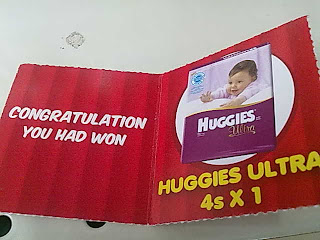 CONGRATULATION
YOU HAD WON
HUGGIES
Ultra
HUGGIES ULTRA
4s X 1